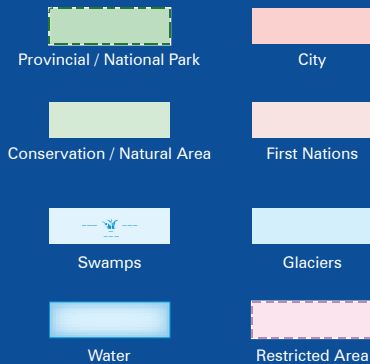 Provincial / National Park
City
Conservation / Natural Area
First Nations
Swamps
Glaciers
Water
Restricted Area